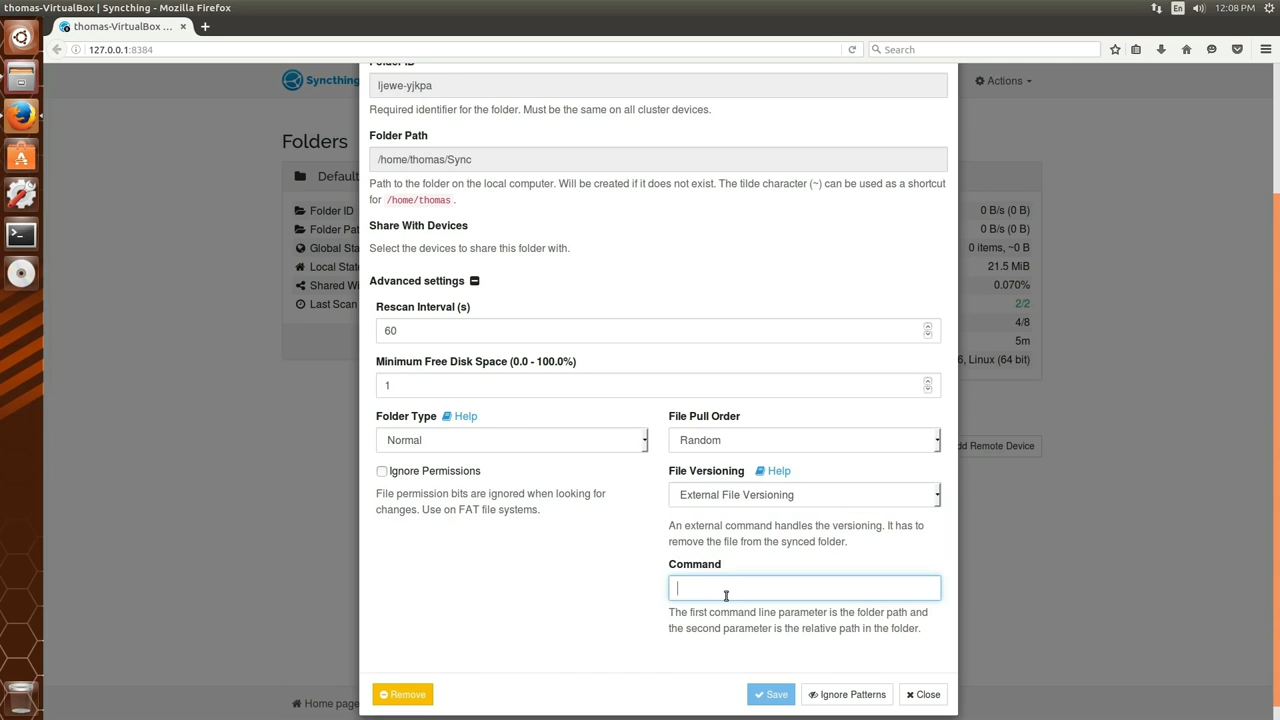 thomas-VirtualBox | Syncthing - Mozilla Firefox
En
12:08 PM
thomas-VirtualBox ... × +
127.0.0.1:8384
Search
Syncthing
Actions
Folder ID
ljewe-yjkpa
Required identifier for the folder. Must be the same on all cluster devices.
Folder Path
/home/thomas/Sync
Path to the folder on the local computer. Will be created if it does not exist. The tilde character (~) can be used as a shortcut
for /home/thomas.
Share With Devices
Select the devices to share this folder with.
Advanced settings
Rescan Interval (s)
60
Minimum Free Disk Space (0.0 - 100.0%)
1
Folder Type Help
Normal
Ignore Permissions
File permission bits are ignored when looking for
changes. Use on FAT file systems.
File Pull Order
Random
File Versioning Help
External File Versioning
An external command handles the versioning. It has to
remove the file from the synced folder.
Command
The first command line parameter is the folder path and
the second parameter is the relative path in the folder.
Remove
Save
Ignore Patterns
Close
Folders
Default
Folder ID
Folder Pat
Global Sta
Local State
Shared Wi
Last Scan
0 B/s (0 B)
0 B/s (0 B)
0 items, ~0 B
21.5 MiB
0.070%
2/2
4/8
5m
6, Linux (64 bit)
dd Remote Device
Home page